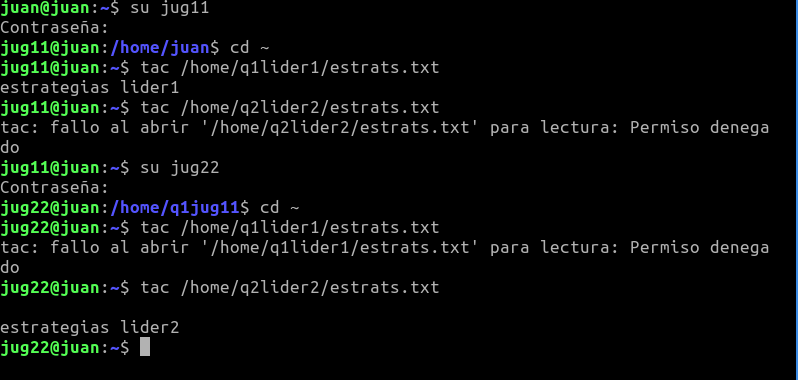 juan@juan:~$ su jug11
Contraseña:
jug11@juan:/home/juan$ cd ~
jug11@juan:~$ tac /home/q1lider1/estrats.txt
estrategias lider1
jug11@juan:~$ tac /home/q2lider2/estrats.txt
tac: fallo al abrir '/home/q2lider2/estrats.txt' para lectura: Permiso denega
do
jug11@juan:~$ su jug22
Contraseña:
jug22@juan:/home/q1jug11$ cd ~
jug22@juan:~$ tac /home/q1lider1/estrats.txt
tac: fallo al abrir '/home/q1lider1/estrats.txt' para lectura: Permiso denega
do
jug22@juan:~$ tac /home/q2lider2/estrats.txt
estrategias lider2
jug22@juan:~$